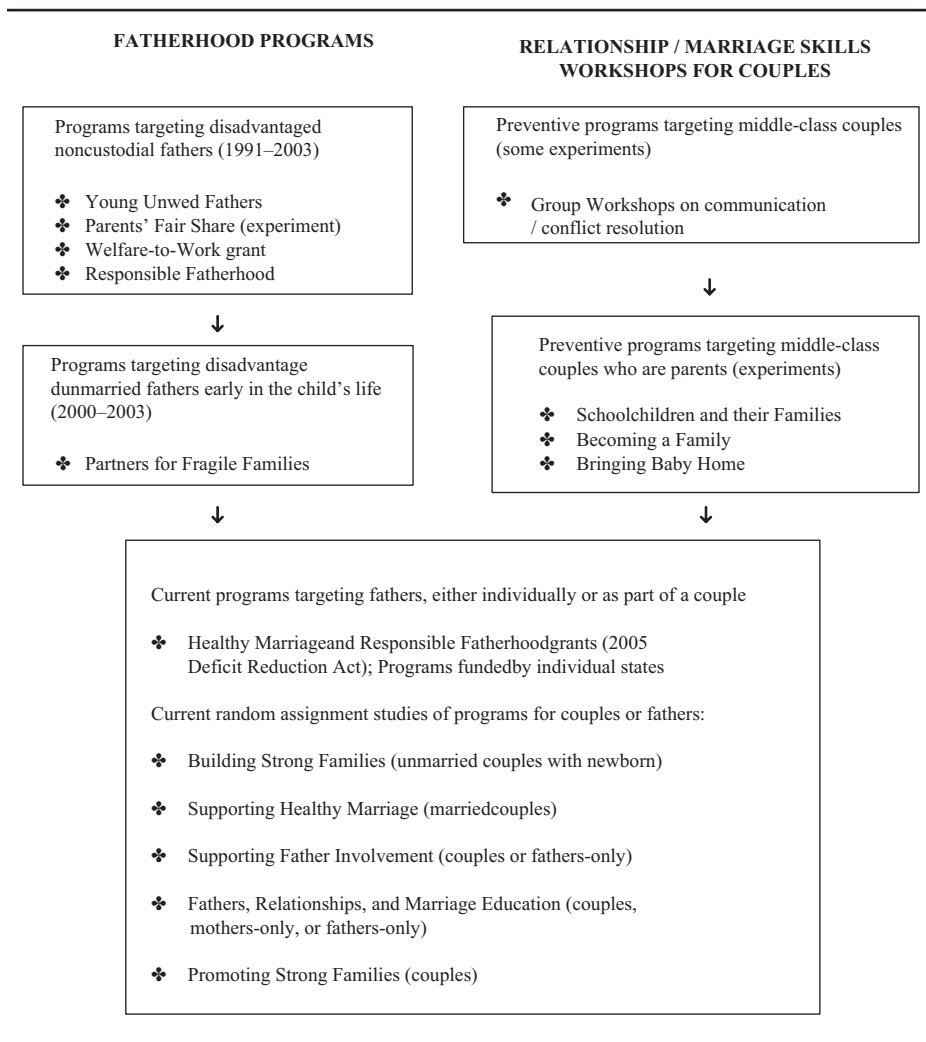 FATHERHOOD PROGRAMS
RELATIONSHIP / MARRIAGE SKILLS
WORKSHOPS FOR COUPLES
Programs targeting disadvantaged
noncustodial fathers (1991–2003)
✤ Young Unwed Fathers
✤ Parents’ Fair Share (experiment)
✤ Welfare-to-Work grant
✤ Responsible Fatherhood
Preventive programs targeting middle-class couples
(some experiments)
✤ Group Workshops on communication
/ conflict resolution
Programs targeting disadvantage
dunmarried fathers early in the child’s life
(2000–2003)
✤ Partners for Fragile Families
Preventive programs targeting middle-class
couples who are parents (experiments)
✤ Schoolchildren and their Families
✤ Becoming a Family
✤ Bringing Baby Home
Current programs targeting fathers, either individually or as part of a couple
✤ Healthy Marriageand Responsible Fatherhoodgrants (2005
Deficit Reduction Act); Programs fundedby individual states
Current random assignment studies of programs for couples or fathers:
✤ Building Strong Families (unmarried couples with newborn)
✤ Supporting Healthy Marriage (marriedcouples)
✤ Supporting Father Involvement (couples or fathers-only)
✤ Fathers, Relationships, and Marriage Education (couples,
mothers-only, or fathers-only)
✤ Promoting Strong Families (couples)